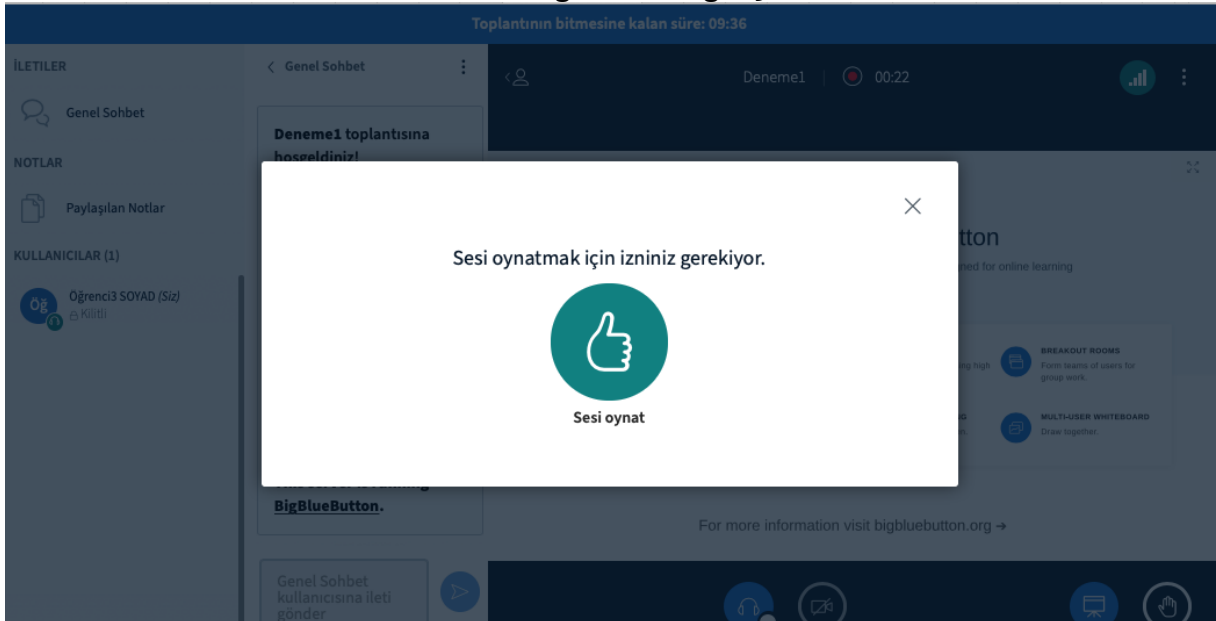 Toplantının bitmesine kalan süre: 09:36
İLETILER
Genel Sohbet
NOTLAR
Paylaşılan Notlar
KULLANICILAR (1)
Öğ
Öğrenci3 SOYAD (Siz)
Kilitli
Genel Sohbet
Deneme1 toplantısına
hoşgeldiniz!
BigBlueButton.
Genel Sohbet
kullanıcısına ileti
gönder
Deneme1
00:22
Sesi oynatmak için izniniz gerekiyor.
Sesi oynat
tton
for online learning
high
BREAKOUT ROOMS
Form teams of users for
group work.
MULTI-USER WHITEBOARD
Draw together.
For more information visit bigbluebutton.org →